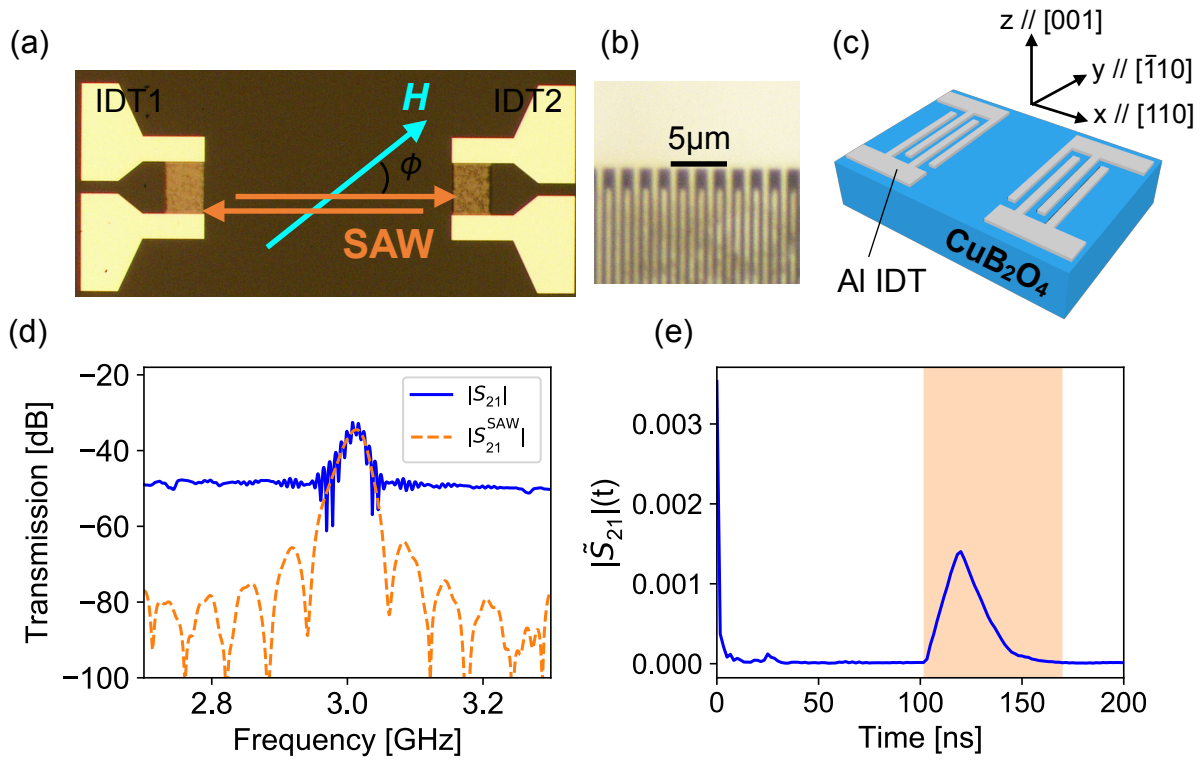 (a)
IDT1
H
IDT2
ϕ
SAW
(b)
5μm
(c)
z // [001]
y // [1̄10]
x // [110]
Al IDT
CuB₂O₄
(d)
−20
−40
−60
−80
−100
Transmission [dB]
|S₂₁|
|S₂₁^SAW|
2.8
3.0
3.2
Frequency [GHz]
(e)
0.003
0.002
0.001
0.000
|S̃₂₁|(t)
0
50
100
150
200
Time [ns]